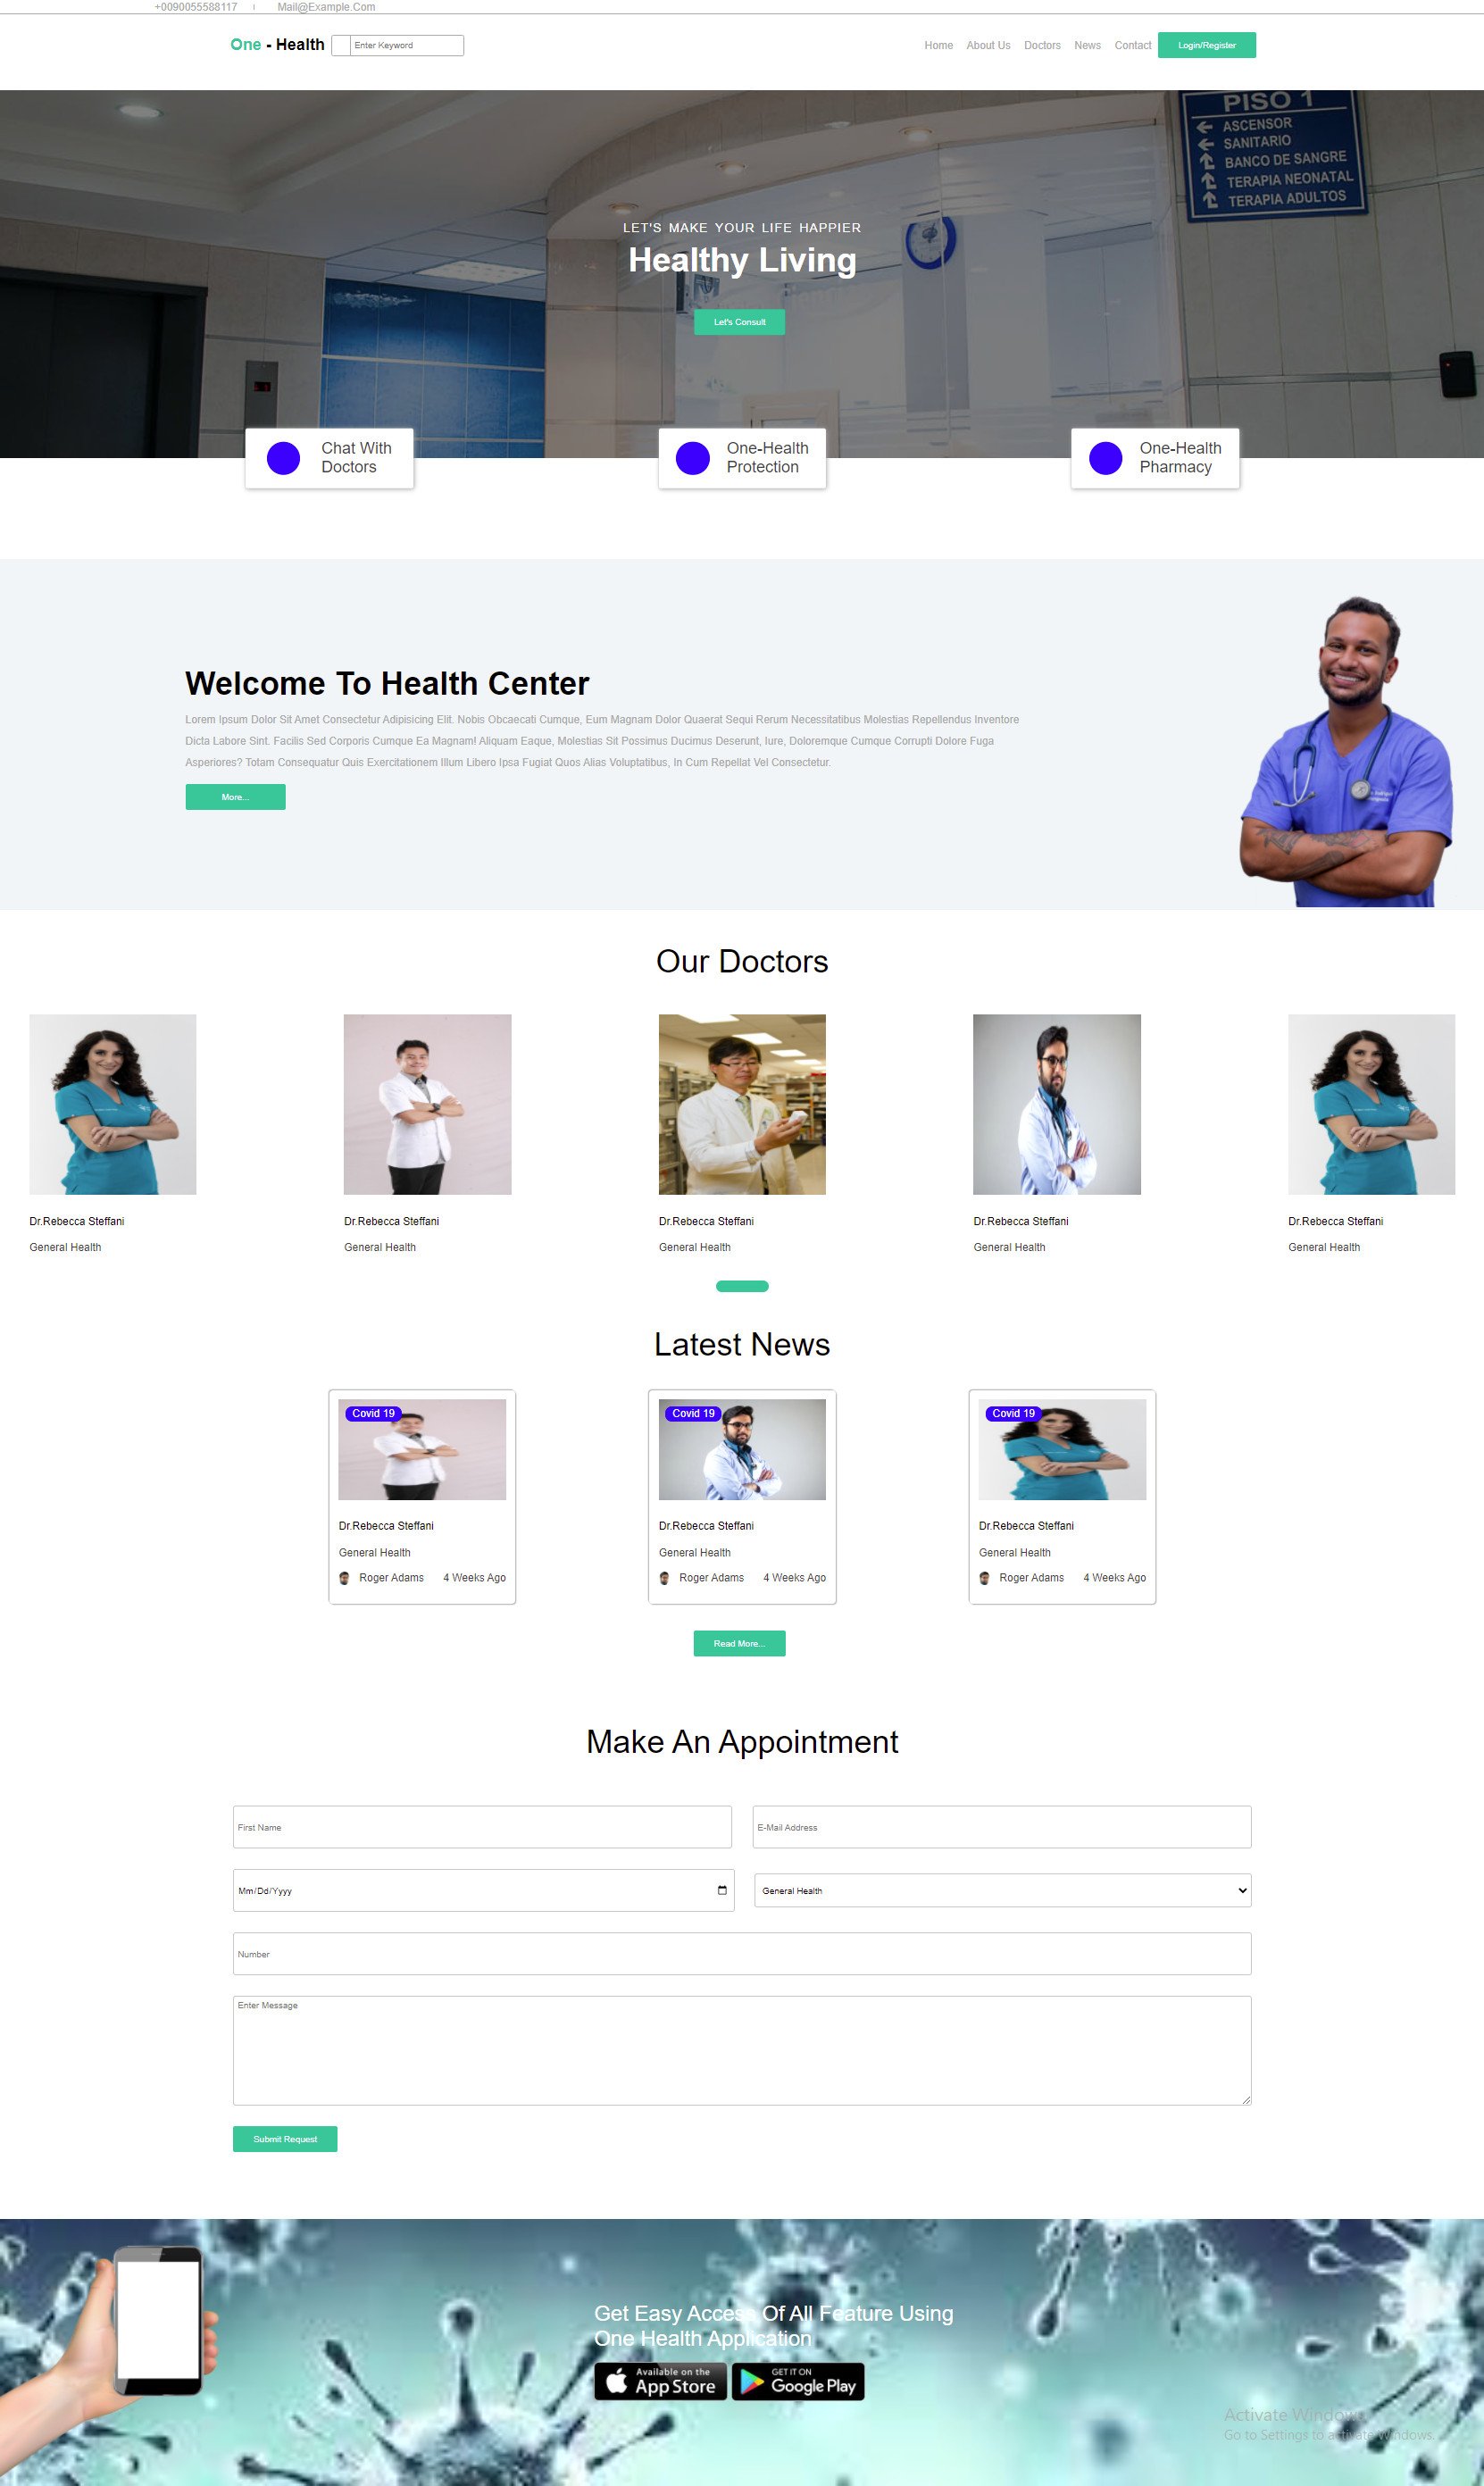 +0090055588117
Mail@Example.Com
One - Health
Enter Keyword
Home
About Us
Doctors
News
Contact
Login/Register
PISO 1
ASCENSOR
SANITARIO
BANCO DE SANGRE
TERAPIA NEONATAL
TERAPIA ADULTOS
LET'S MAKE YOUR LIFE HAPPIER
Healthy Living
Let's Consult
Chat With
Doctors
One-Health
Protection
One-Health
Pharmacy
Welcome To Health Center
Lorem Ipsum Dolor Sit Amet Consectetur Adipisicing Elit. Nobis Obcaecati Cumque, Eum Magnam Dolor Quaerat Sequi Rerum Necessitatibus Molestias Repellendus Inventore
Dicta Labore Sint. Facilis Sed Corporis Cumque Ea Magnam! Aliquam Eaque, Molestias Sit Possimus Ducimus Deserunt, Iure, Doloremque Cumque Corrupti Dolore Fuga
Asperiores? Totam Consequatur Quis Exercitationem Illum Libero Ipsa Fugiat Quos Alias Voluptatibus, In Cum Repellat Vel Consectetur.
More...
Our Doctors
Dr.Rebecca Steffani
General Health
Dr.Rebecca Steffani
General Health
Dr.Rebecca Steffani
General Health
Dr.Rebecca Steffani
General Health
Dr.Rebecca Steffani
General Health
Latest News
Covid 19
Dr.Rebecca Steffani
General Health
Roger Adams 4 Weeks Ago
Covid 19
Dr.Rebecca Steffani
General Health
Roger Adams 4 Weeks Ago
Covid 19
Dr.Rebecca Steffani
General Health
Roger Adams 4 Weeks Ago
Read More...
Make An Appointment
First Name
E-Mail Address
Mm/Dd/Yyyy
General Health
Number
Enter Message
Submit Request
Get Easy Access Of All Feature Using
One Health Application
Available on the
App Store
GET IT ON
Google Play
Activate Windows
Go to Settings to activate Windows.